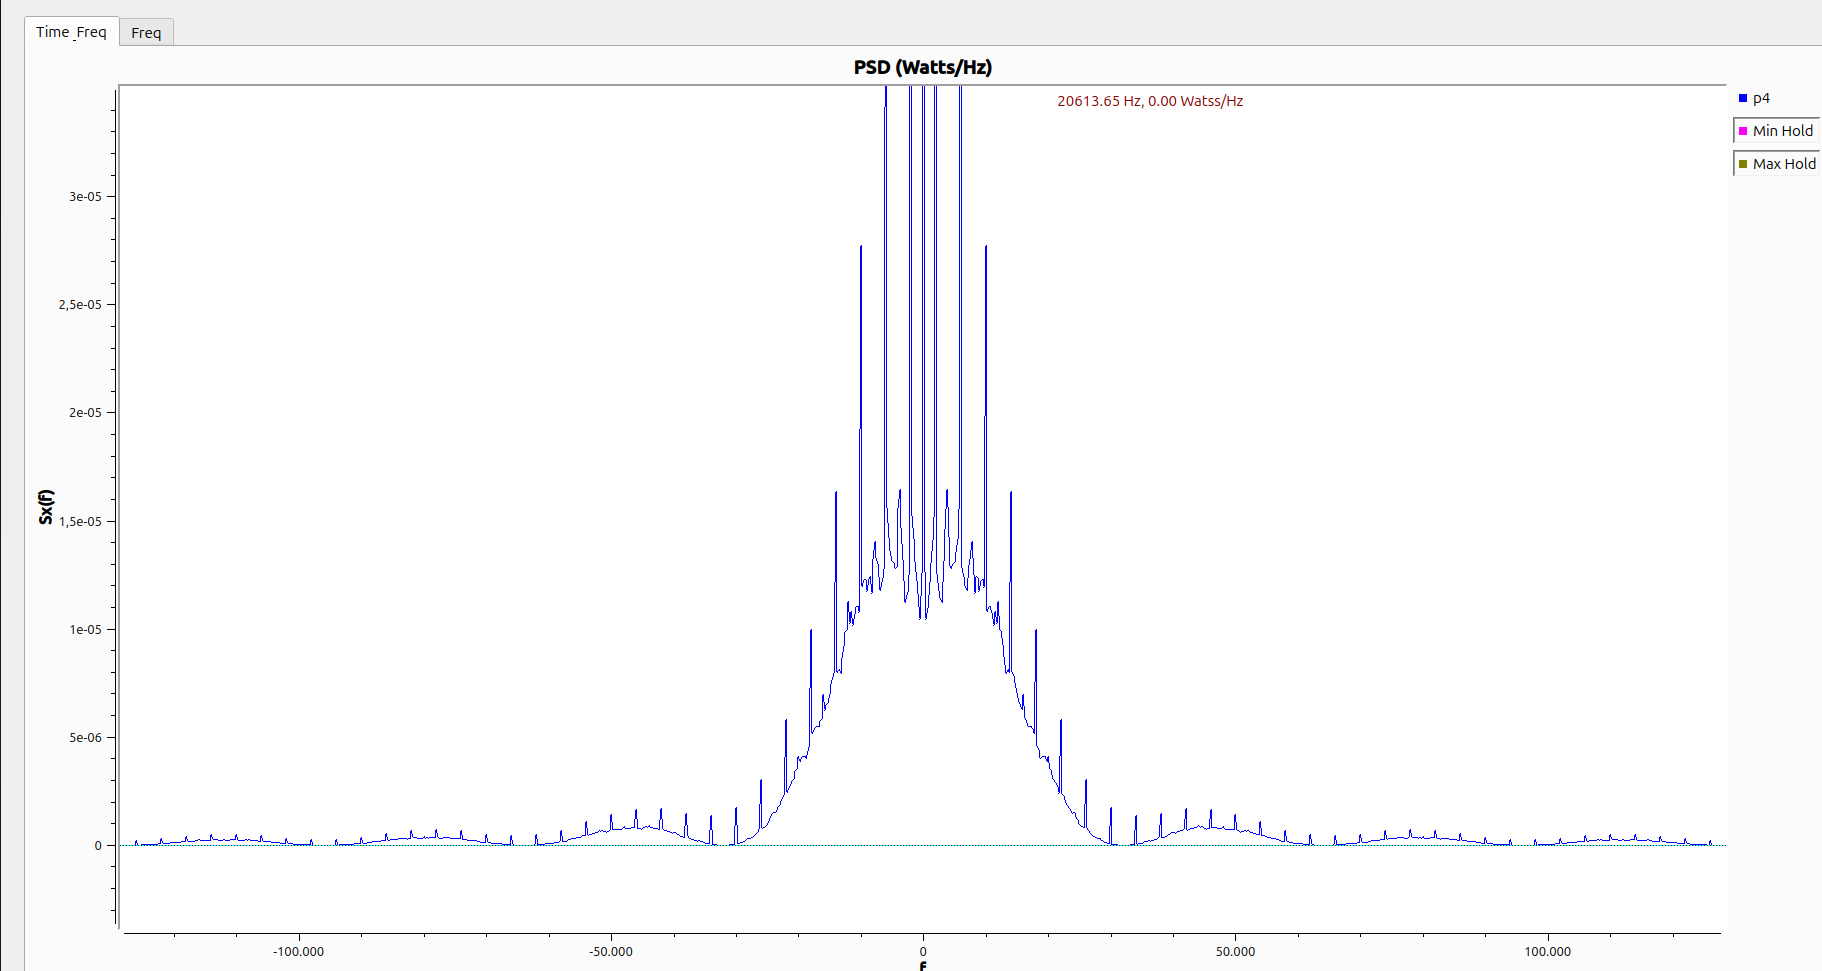 Time_Freq
Freq
PSD (Watts/Hz)
20613.65 Hz, 0.00 Watss/Hz
p4
Min Hold
Max Hold
Sx(f)
3e-05
2,5e-05
2e-05
1,5e-05
1e-05
5e-06
0
-100.000
-50.000
0
50.000
100.000
f